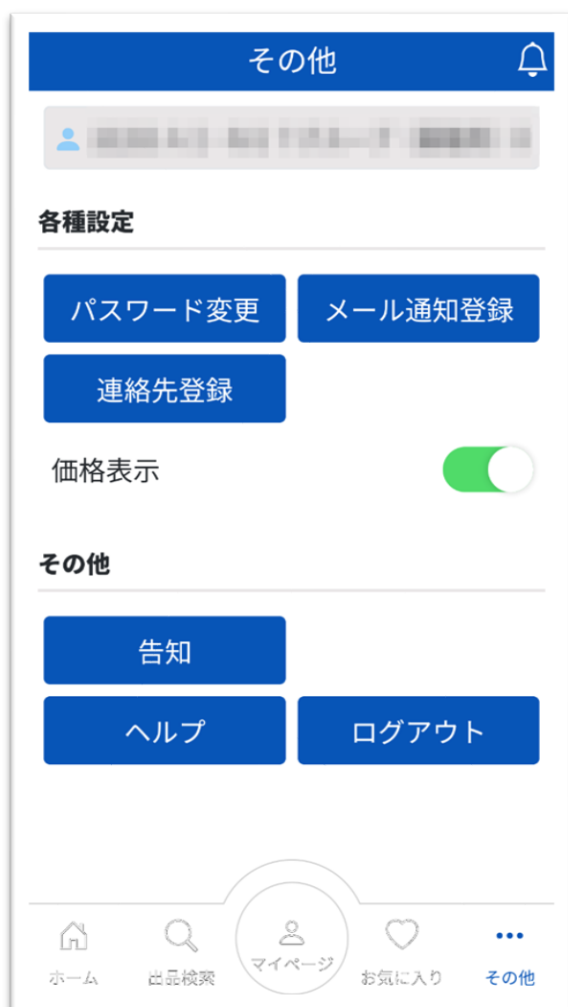 その他
各種設定
パスワード変更
メール通知登録
連絡先登録
価格表示
その他
告知
ヘルプ
ログアウト
ホーム
出品検索
マイページ
お気に入り
その他